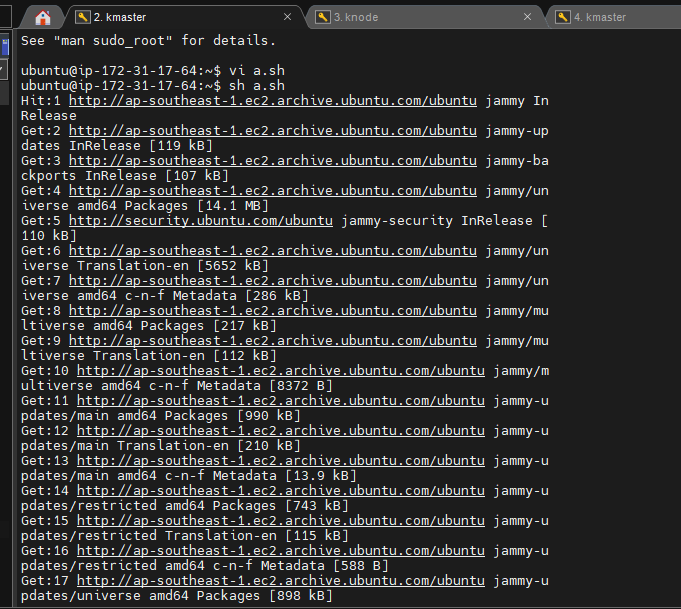 2. kmaster
3. knode
4. kmaster
See "man sudo_root" for details.
ubuntu@ip-172-31-17-64:~$ vi a.sh
ubuntu@ip-172-31-17-64:~$ sh a.sh
Hit:1 http://ap-southeast-1.ec2.archive.ubuntu.com/ubuntu jammy In
Release
Get:2 http://ap-southeast-1.ec2.archive.ubuntu.com/ubuntu jammy-up
dates InRelease [119 kB]
Get:3 http://ap-southeast-1.ec2.archive.ubuntu.com/ubuntu jammy-ba
ckports InRelease [107 kB]
Get:4 http://ap-southeast-1.ec2.archive.ubuntu.com/ubuntu jammy/un
iverse amd64 Packages [14.1 MB]
Get:5 http://security.ubuntu.com/ubuntu jammy-security InRelease [
110 kB]
Get:6 http://ap-southeast-1.ec2.archive.ubuntu.com/ubuntu jammy/un
iverse Translation-en [5652 kB]
Get:7 http://ap-southeast-1.ec2.archive.ubuntu.com/ubuntu jammy/un
iverse amd64 c-n-f Metadata [286 kB]
Get:8 http://ap-southeast-1.ec2.archive.ubuntu.com/ubuntu jammy/mu
ltiverse amd64 Packages [217 kB]
Get:9 http://ap-southeast-1.ec2.archive.ubuntu.com/ubuntu jammy/mu
ltiverse Translation-en [112 kB]
Get:10 http://ap-southeast-1.ec2.archive.ubuntu.com/ubuntu jammy/m
ultiverse amd64 c-n-f Metadata [8372 B]
Get:11 http://ap-southeast-1.ec2.archive.ubuntu.com/ubuntu jammy-u
pdates/main amd64 Packages [990 kB]
Get:12 http://ap-southeast-1.ec2.archive.ubuntu.com/ubuntu jammy-u
pdates/main Translation-en [210 kB]
Get:13 http://ap-southeast-1.ec2.archive.ubuntu.com/ubuntu jammy-u
pdates/main amd64 c-n-f Metadata [13.9 kB]
Get:14 http://ap-southeast-1.ec2.archive.ubuntu.com/ubuntu jammy-u
pdates/restricted amd64 Packages [743 kB]
Get:15 http://ap-southeast-1.ec2.archive.ubuntu.com/ubuntu jammy-u
pdates/restricted Translation-en [115 kB]
Get:16 http://ap-southeast-1.ec2.archive.ubuntu.com/ubuntu jammy-u
pdates/restricted amd64 c-n-f Metadata [588 B]
Get:17 http://ap-southeast-1.ec2.archive.ubuntu.com/ubuntu jammy-u
pdates/universe amd64 Packages [898 kB]